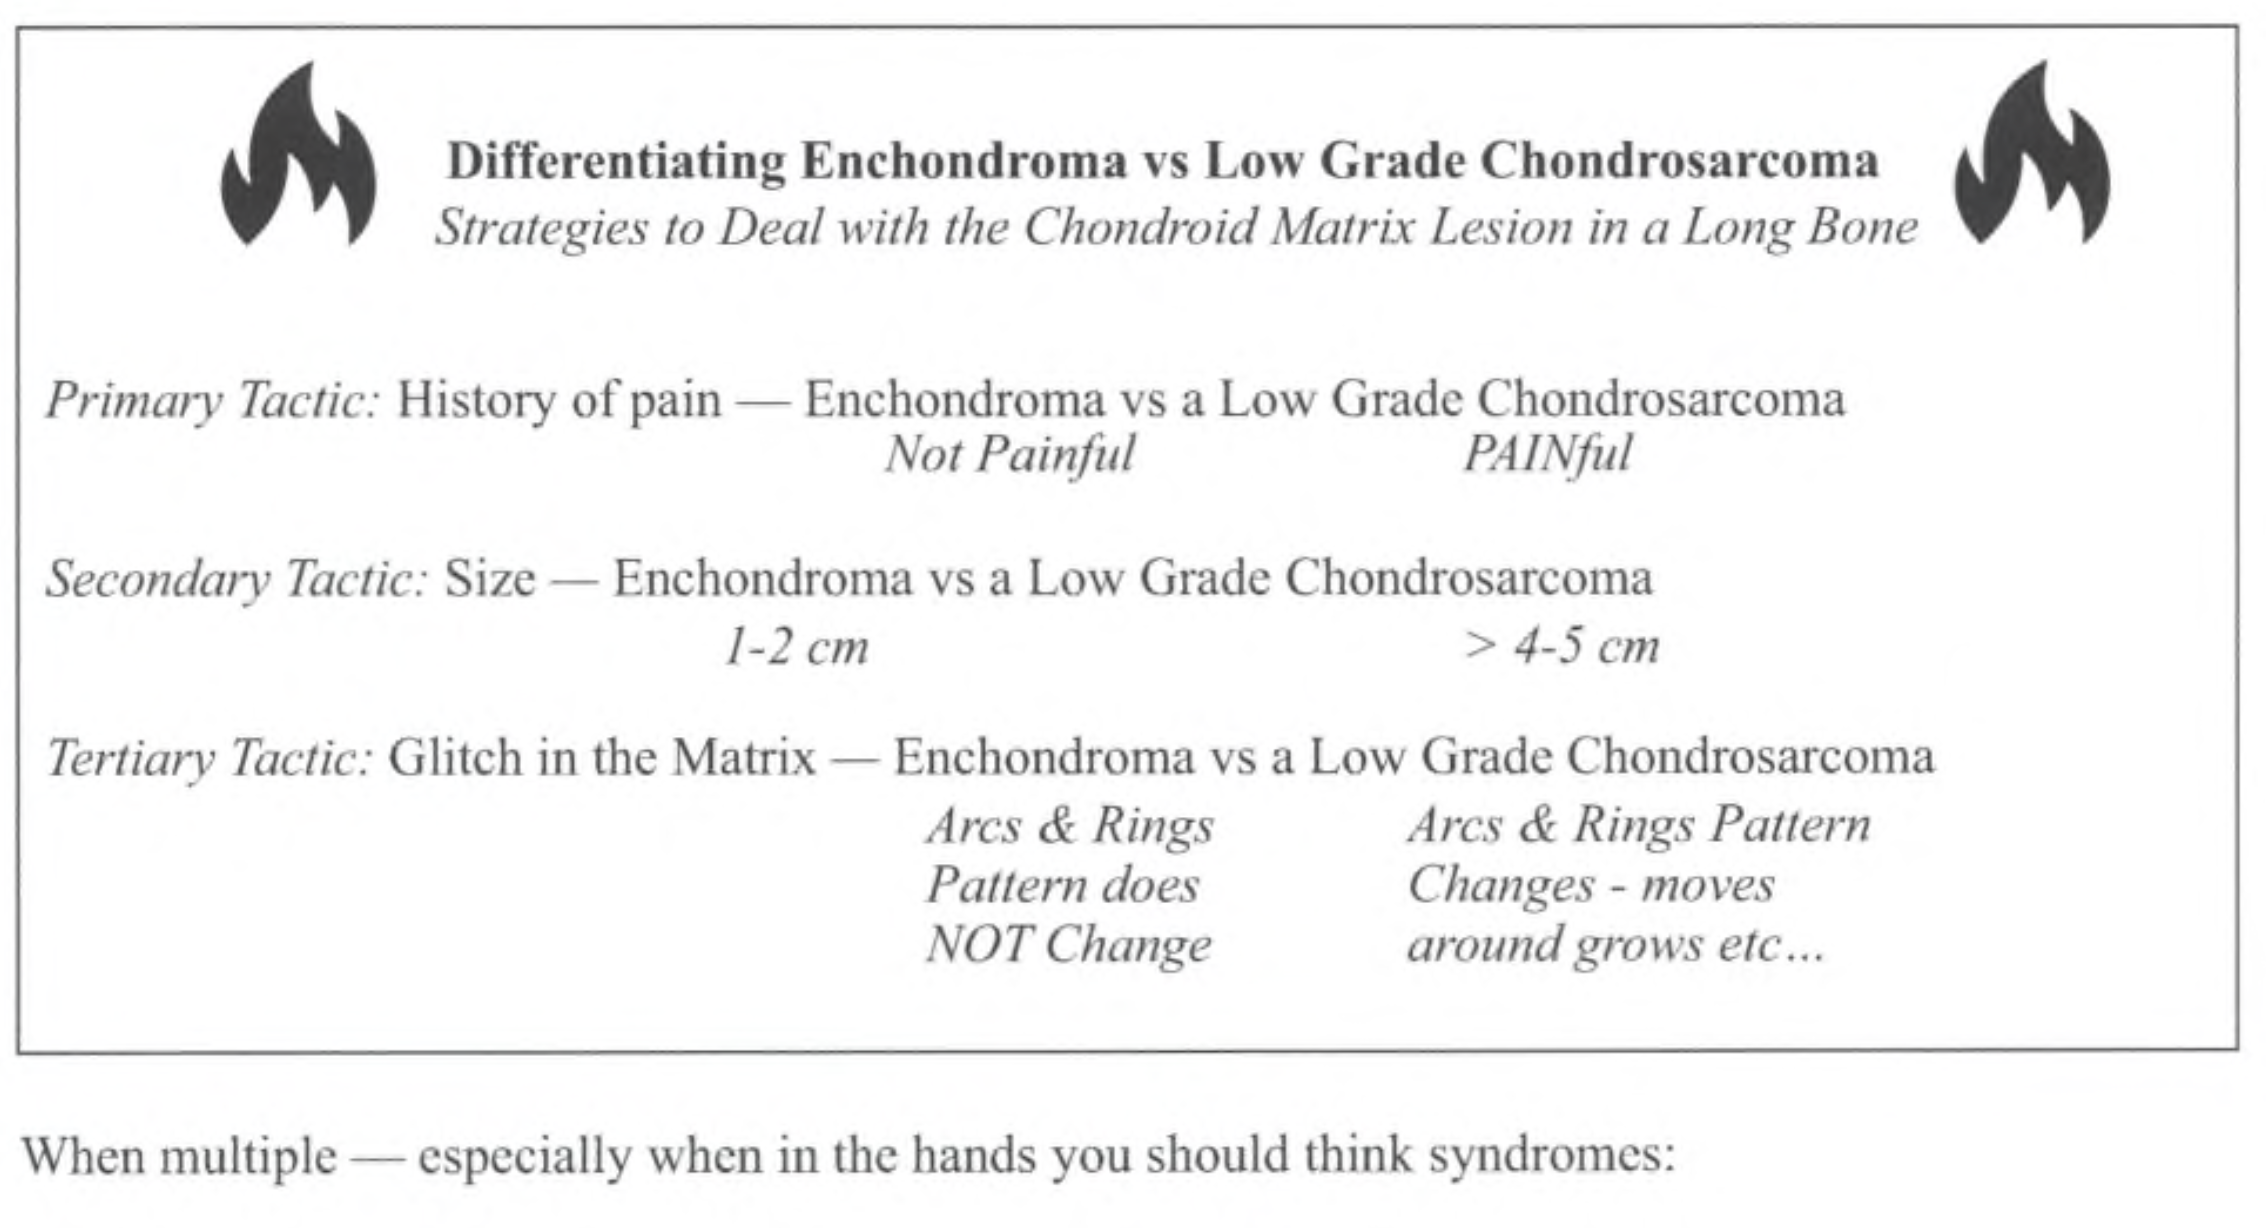 Differentiating Enchondroma vs Low Grade Chondrosarcoma
Strategies to Deal with the Chondroid Matrix Lesion in a Long Bone
Primary Tactic: History of pain — Enchondroma vs a Low Grade Chondrosarcoma
Not Painful PAINful
Secondary Tactic: Size — Enchondroma vs a Low Grade Chondrosarcoma
1-2 cm > 4-5 cm
Tertiary Tactic: Glitch in the Matrix — Enchondroma vs a Low Grade Chondrosarcoma
Arcs & Rings Arcs & Rings Pattern
Pattern does Changes - moves
NOT Change around grows etc...
When multiple — especially when in the hands you should think syndromes: